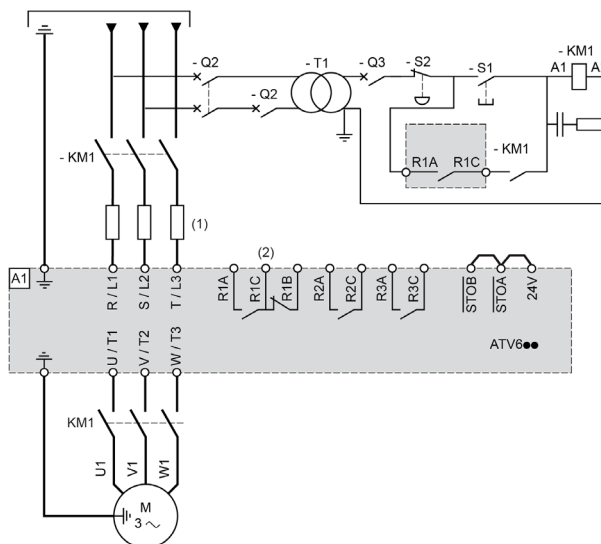 - Q2
- T1
- Q3
- S2
- S1
- KM1
A1
A
- Q2
- KM1
R1A
R1C
- KM1
(1)
(2)
A1
R / L1
S / L2
T / L3
R1A
R1C
R1B
R2A
R2C
R3A
R3C
STOB
STOA
24V
ATV6●●
U / T1
V / T2
W / T3
KM1
U1
V1
W1
M
3 ~